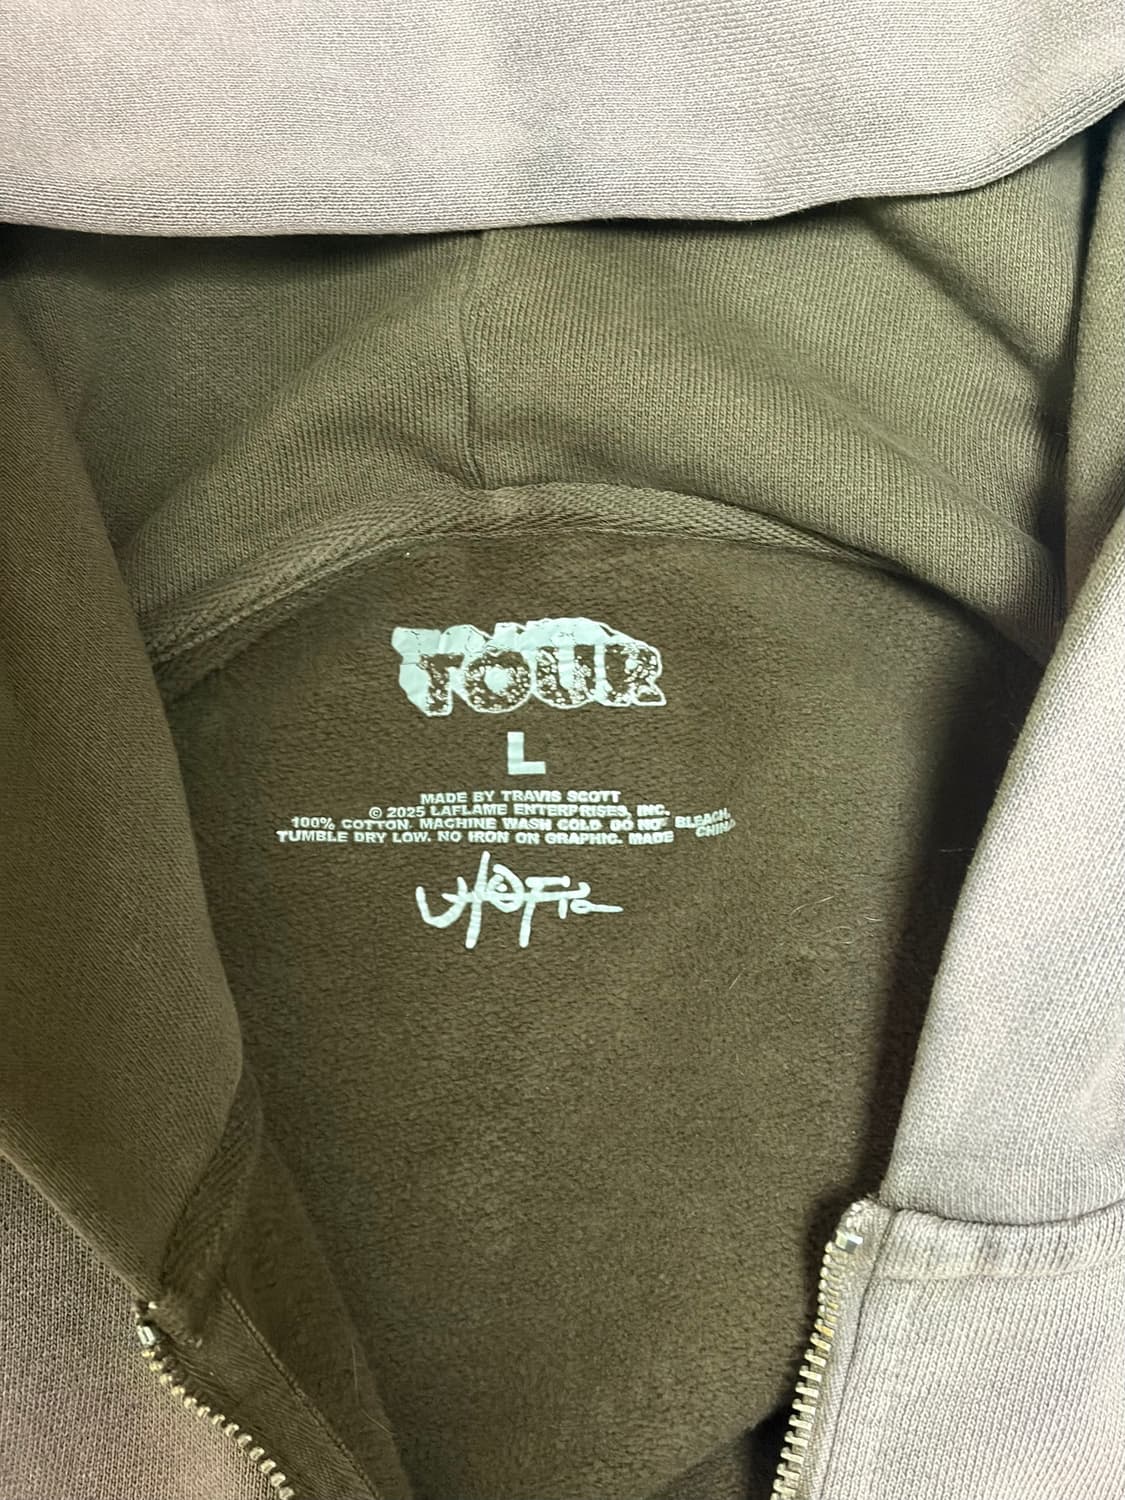 TOUR
L
MADE BY TRAVIS SCOTT
© 2025 LAFLAME ENTERPRISES, INC.
100% COTTON. MACHINE WASH COLD. DO NOT BLEACH.
TUMBLE DRY LOW. NO IRON ON GRAPHIC. MADE CHINA